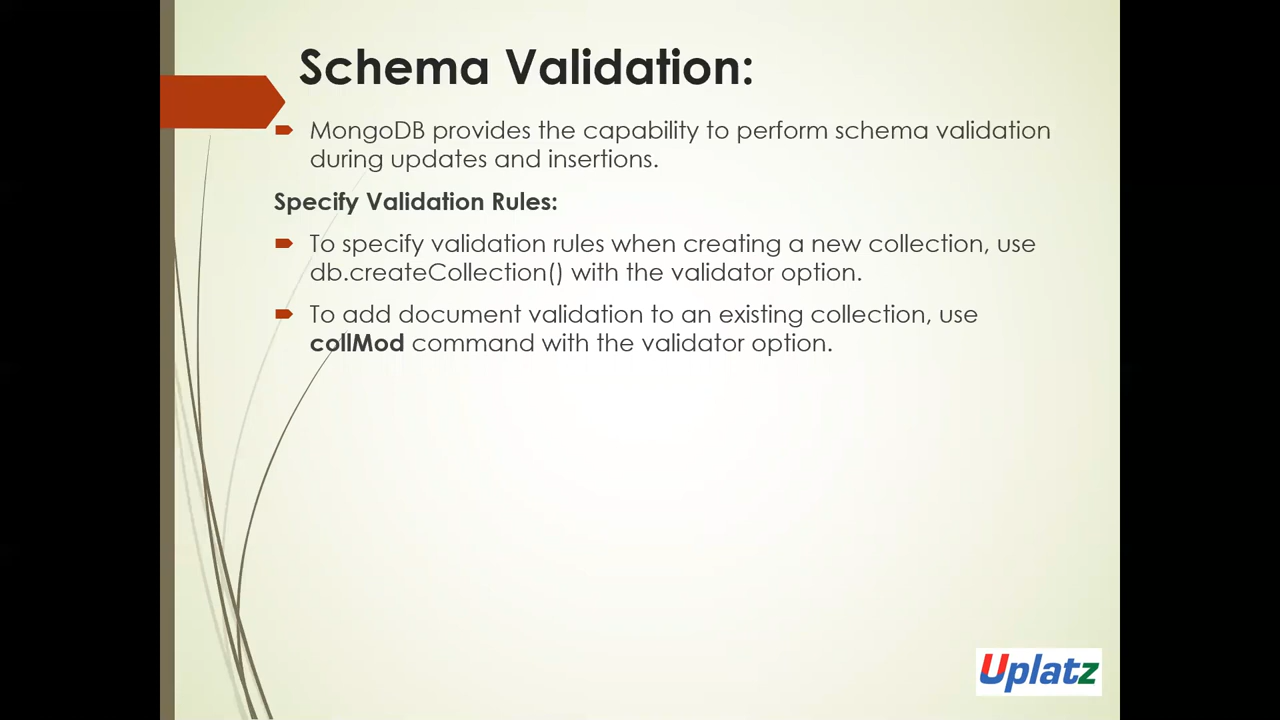 Schema Validation:
MongoDB provides the capability to perform schema validation
during updates and insertions.
Specify Validation Rules:
To specify validation rules when creating a new collection, use
db.createCollection() with the validator option.
To add document validation to an existing collection, use
collMod command with the validator option.
Uplatz